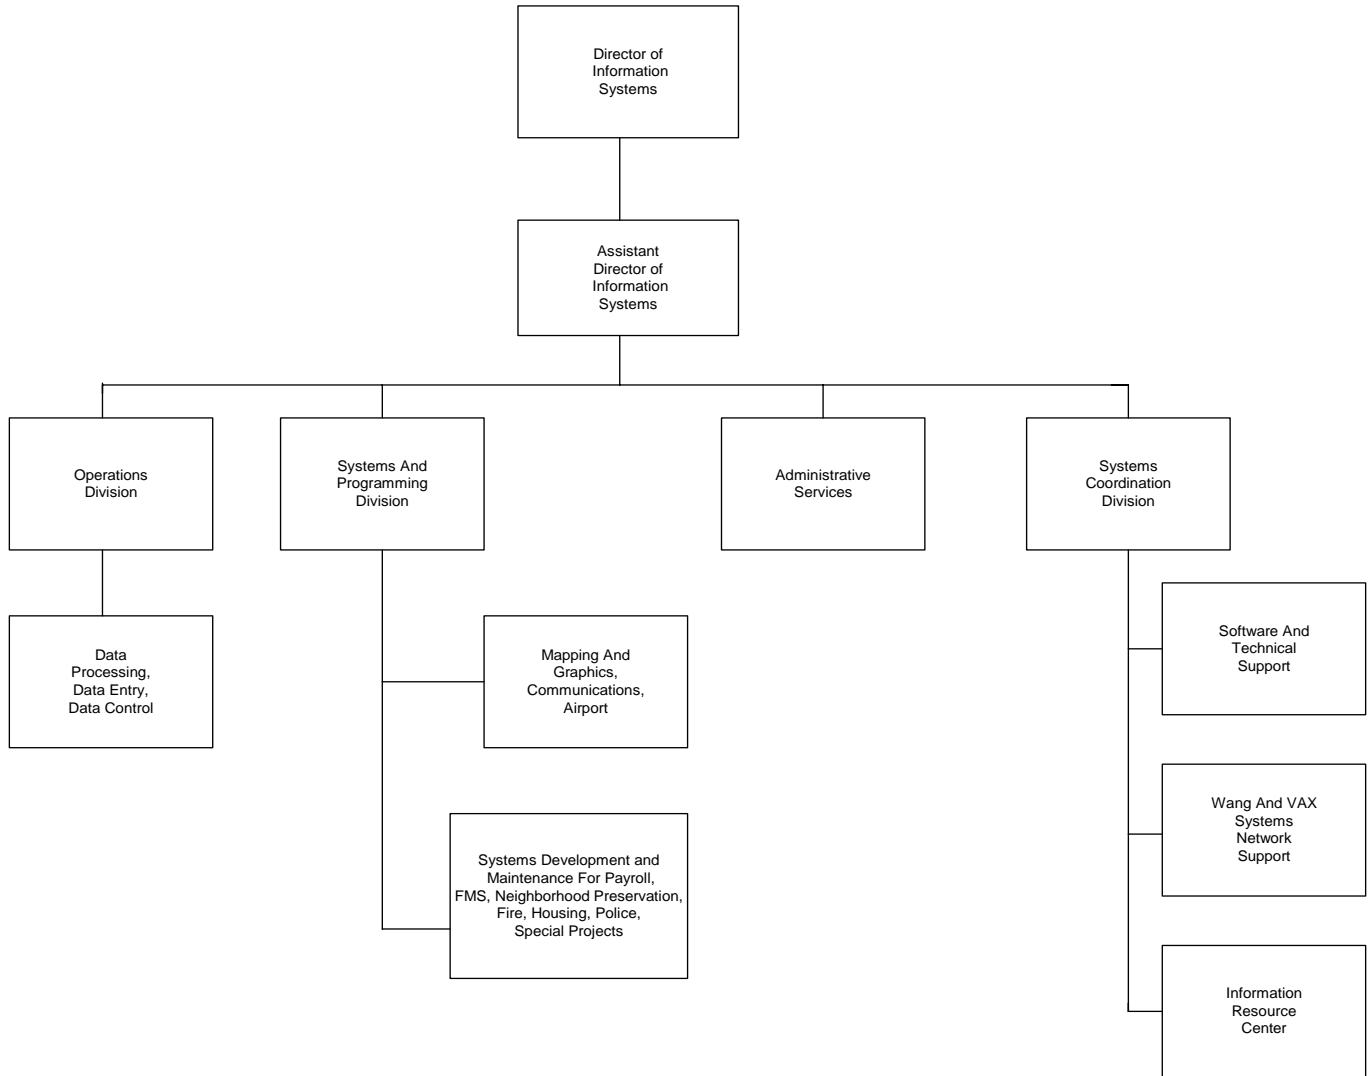 Director of
Information
Systems
Assistant
Director of
Information
Systems
Operations
Division
Systems And
Programming
Division
Administrative
Services
Systems
Coordination
Division
Data
Processing,
Data Entry,
Data Control
Mapping And
Graphics,
Communications,
Airport
Software And
Technical
Support
Wang And VAX
Systems
Network
Support
Systems Development and
Maintenance For Payroll,
FMS, Neighborhood Preservation,
Fire, Housing, Police,
Special Projects
Information
Resource
Center